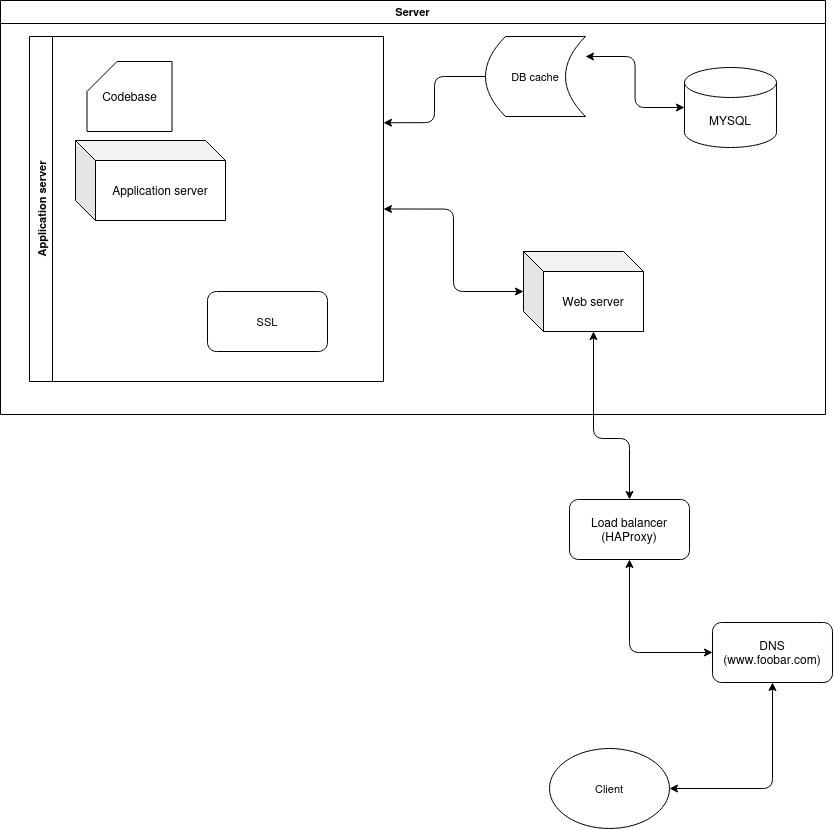 Server
Application server
Codebase
Application server
SSL
DB cache
MYSQL
Web server
Load balancer
(HAProxy)
DNS
(www.foobar.com)
Client